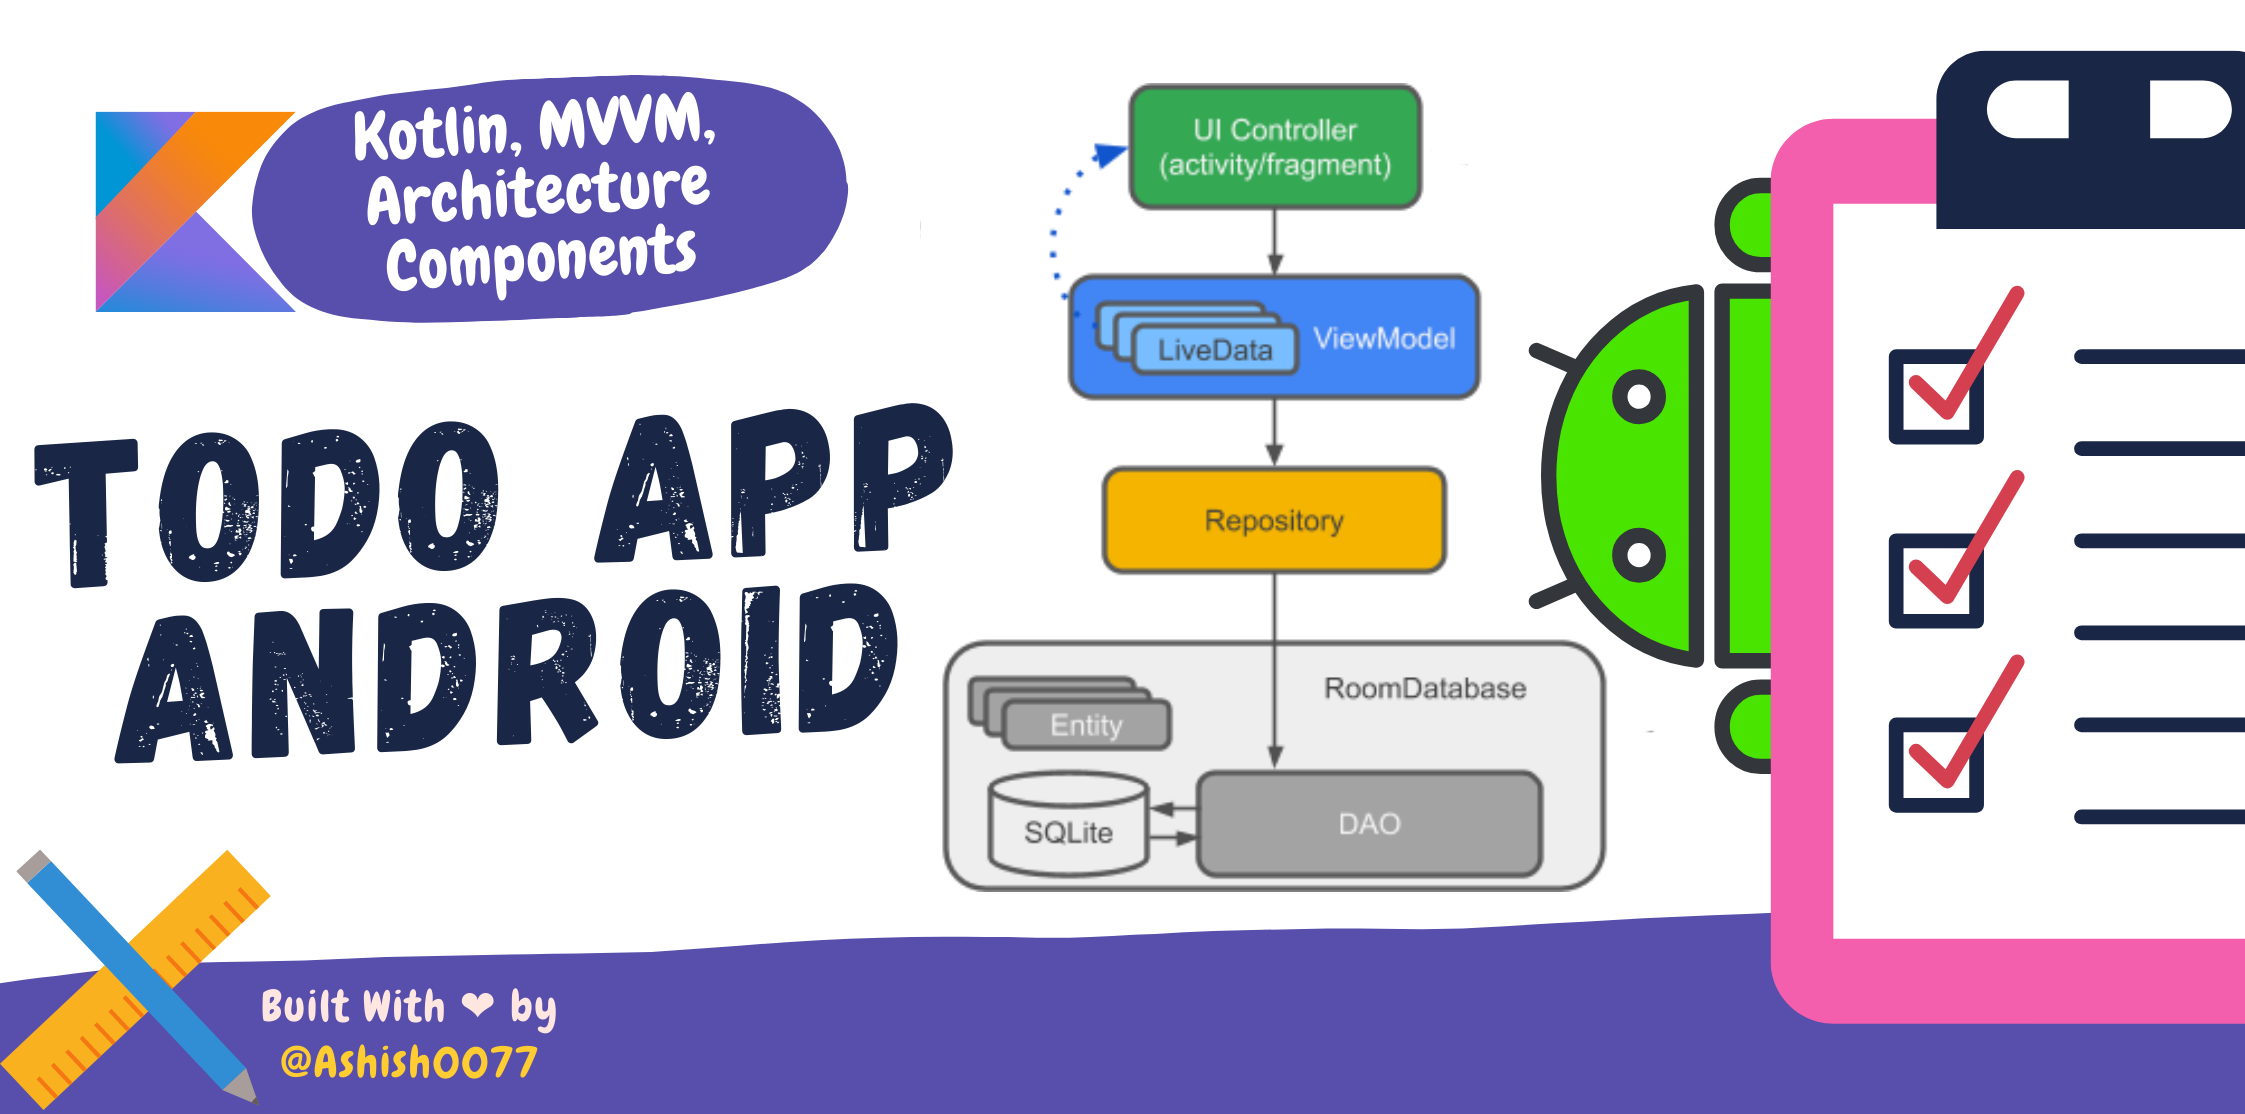 Kotlin, MVVM,
Architecture
Components
TODO APP
ANDROID
UI Controller
(activity/fragment)
LiveData
ViewModel
Repository
RoomDatabase
Entity
SQLite
DAO
Built With ❤ by
@Ashish0077